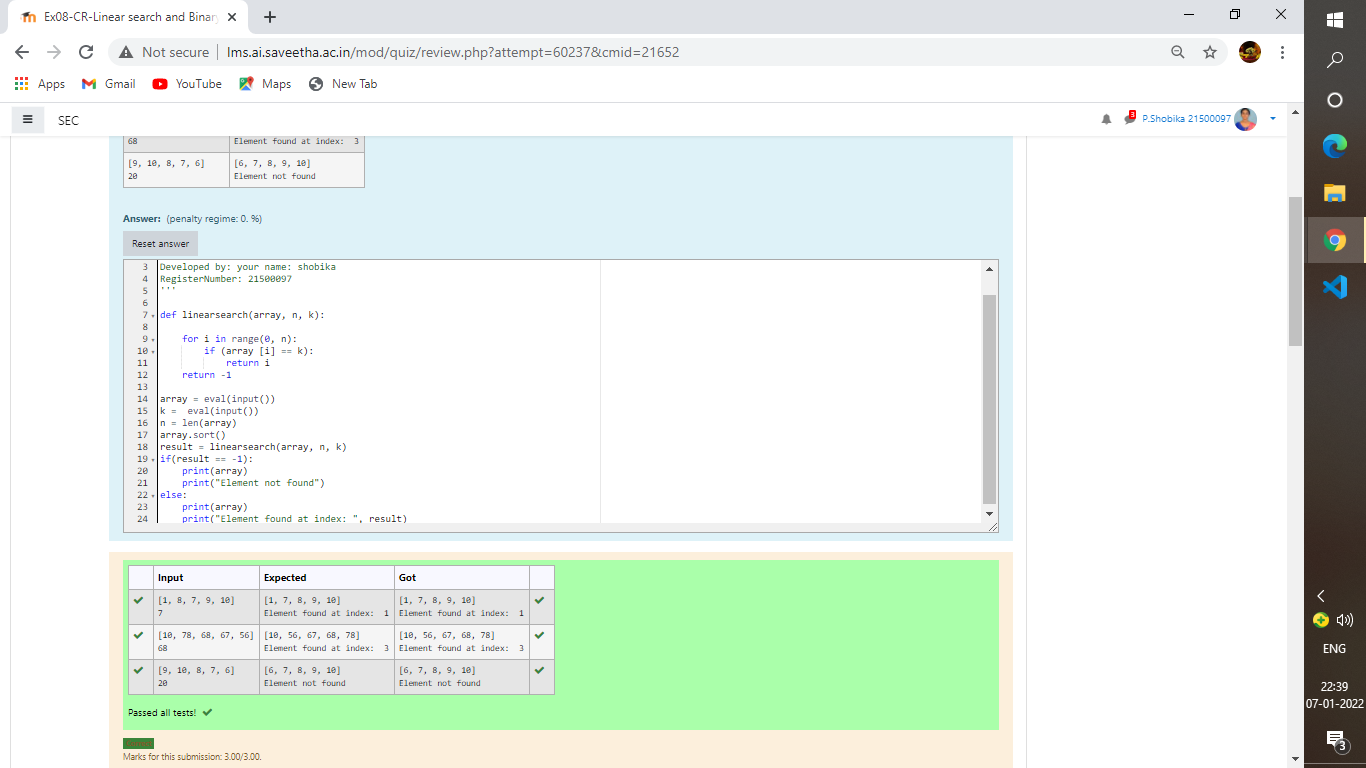 Ex08-CR-Linear search and Binar
Not secure
lms.ai.saveetha.ac.in/mod/quiz/review.php?attempt=60237&cmid=21652
Apps Gmail YouTube Maps New Tab
SEC
3
P.Shobika 21500097
68 Element found at index:  3
[9, 10, 8, 7, 6] [6, 7, 8, 9, 10]
20 Element not found
Answer: (penalty regime: 0. %)
Reset answer
3 Developed by: your name: shobika
4 RegisterNumber: 21500097
5 '''
6
7 def linearsearch(array, n, k):
8
9     for i in range(0, n):
10         if (array [i] == k):
11             return i
12     return -1
13
14 array = eval(input())
15 k =  eval(input())
16 n = len(array)
17 array.sort()
18 result = linearsearch(array, n, k)
19 if(result == -1):
20     print(array)
21     print("Element not found")
22 else:
23     print(array)
24     print("Element found at index: ", result)
Input Expected Got
[1, 8, 7, 9, 10] [1, 7, 8, 9, 10] [1, 7, 8, 9, 10]
7 Element found at index:  1 Element found at index:  1
[10, 78, 68, 67, 56] [10, 56, 67, 68, 78] [10, 56, 67, 68, 78]
68 Element found at index:  3 Element found at index:  3
[9, 10, 8, 7, 6] [6, 7, 8, 9, 10] [6, 7, 8, 9, 10]
20 Element not found Element not found
Passed all tests!
Marks for this submission: 3.00/3.00.
ENG
22:39
07-01-2022
3